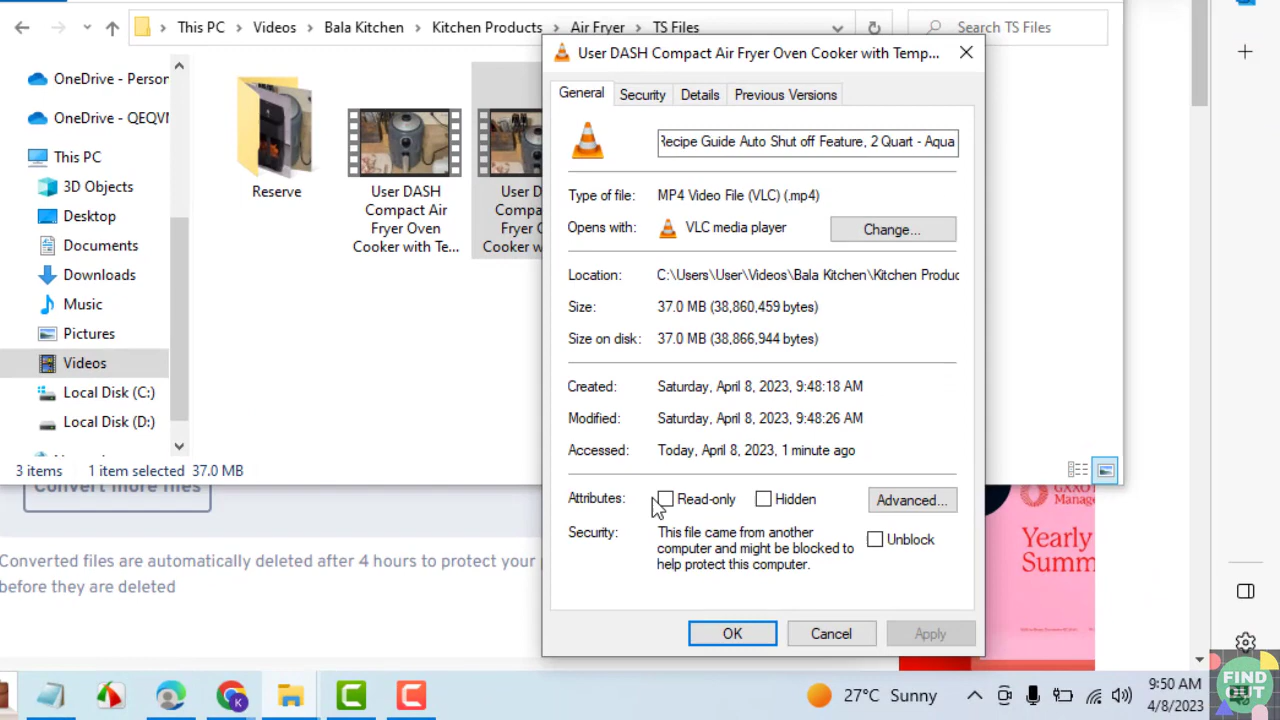 This PC > Videos > Bala Kitchen > Kitchen Products > Air Fryer > TS Files
Search TS Files
OneDrive - Person
OneDrive - QEQVI
This PC
3D Objects
Desktop
Documents
Downloads
Music
Pictures
Videos
Local Disk (C:)
Local Disk (D:)
3 items 1 item selected 37.0 MB
Reserve
User DASH
Compact Air
Fryer Oven
Cooker with Te...
User D
Compa
Fryer O
Cooker w
User DASH Compact Air Fryer Oven Cooker with Temp...
General Security Details Previous Versions
Recipe Guide Auto Shut off Feature, 2 Quart - Aqua
Type of file: MP4 Video File (VLC) (.mp4)
Opens with: VLC media player Change...
Location: C:\Users\User\Videos\Bala Kitchen\Kitchen Produc
Size: 37.0 MB (38,860,459 bytes)
Size on disk: 37.0 MB (38,866,944 bytes)
Created: Saturday, April 8, 2023, 9:48:18 AM
Modified: Saturday, April 8, 2023, 9:48:26 AM
Accessed: Today, April 8, 2023, 1 minute ago
Attributes: Read-only Hidden Advanced...
Security: This file came from another
computer and might be blocked to
help protect this computer.
Unblock
OK Cancel Apply
Convert more files
Converted files are automatically deleted after 4 hours to protect your
before they are deleted
Manage
Yearly
Summ
27°C Sunny
9:50 AM
4/8/2023
FIND
OUT